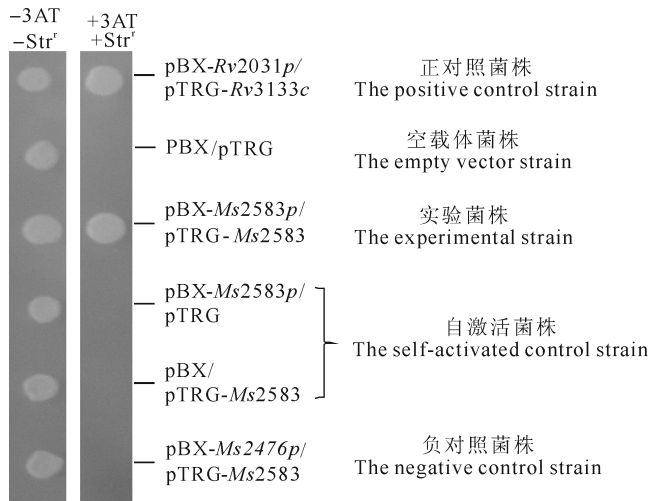 −3AT
−Strʳ
+3AT
+Strʳ
pBX-Rv2031p/
pTRG-Rv3133c
正对照菌株
The positive control strain
PBX/pTRG
空载体菌株
The empty vector strain
pBX-Ms2583p/
pTRG-Ms2583
实验菌株
The experimental strain
pBX-Ms2583p/
pTRG
pBX/
pTRG-Ms2583
自激活菌株
The self-activated control strain
pBX-Ms2476p/
pTRG-Ms2583
负对照菌株
The negative control strain